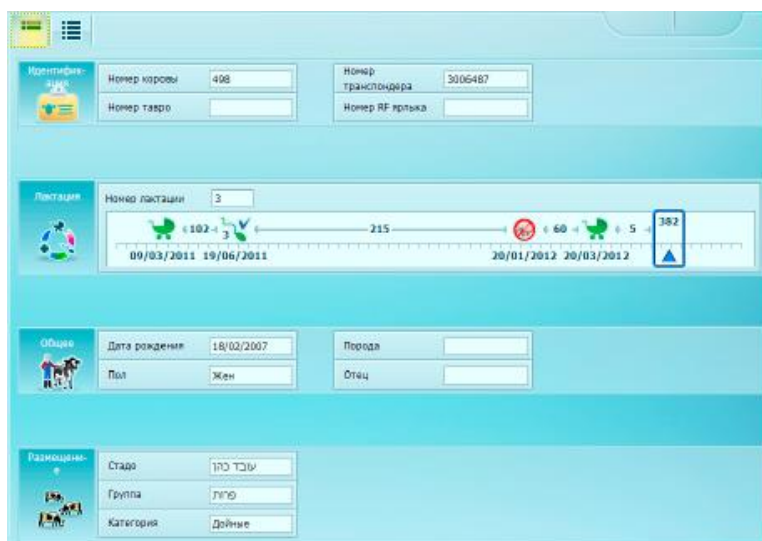 Идентифик-
ация
Номер коровы 498
Номер
транспондера 3006487
Номер тавро
Номер RF ярлыка
Лактация
Номер лактации 3
102 3 215 60 5 382
09/03/2011 19/06/2011 20/01/2012 20/03/2012
Общее
Дата рождения 18/02/2007
Порода
Пол Жен
Отец
Размещени-
е
Стадо עובד כהן
Группа פרות
Категория Дойные